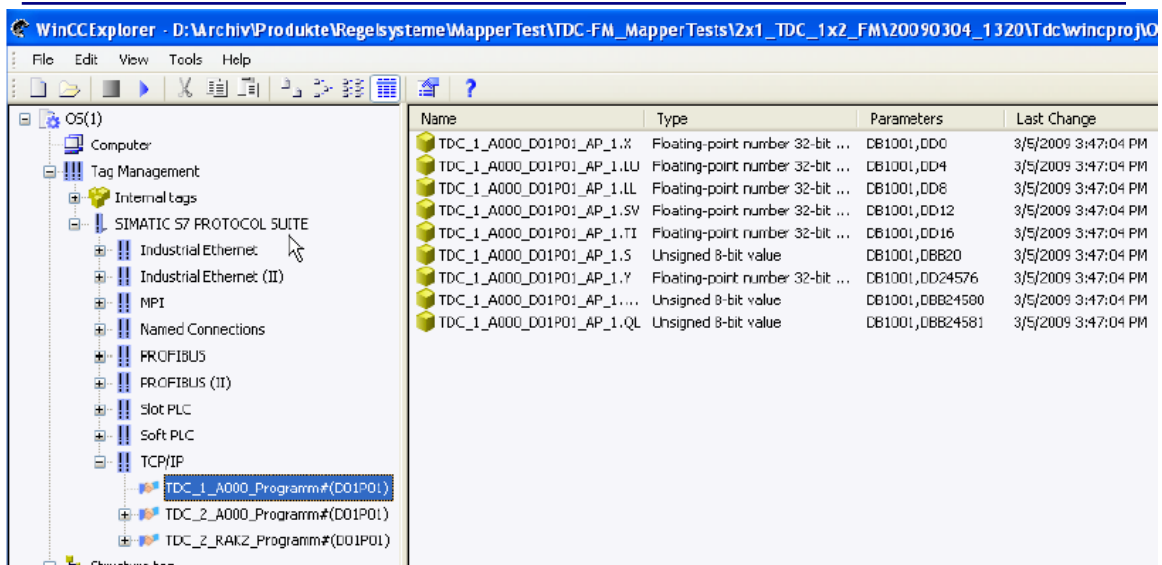 WinCCExplorer - D:\Archiv\Produkte\Regelsysteme\MapperTest\TDC-FM_MapperTests\2x1_TDC_1x2_FM\20090304_1320\Tdc\wincproj\O
File Edit View Tools Help
OS(1)
Computer
Tag Management
Internal tags
SIMATIC S7 PROTOCOL SUITE
Industrial Ethernet
Industrial Ethernet (II)
MPI
Named Connections
PROFIBUS
PROFIBUS (II)
Slot PLC
Soft PLC
TCP/IP
TDC_1_A000_Programm#(D01P01)
TDC_2_A000_Programm#(D01P01)
TDC_2_RAK2_Programm#(D01P01)
Structure tag
Name Type Parameters Last Change
TDC_1_A000_D01P01_AP_1.X Floating-point number 32-bit ... DB1001,DD0 3/5/2009 3:47:04 PM
TDC_1_A000_D01P01_AP_1.LU Floating-point number 32-bit ... DB1001,DD4 3/5/2009 3:47:04 PM
TDC_1_A000_D01P01_AP_1.LL Floating-point number 32-bit ... DB1001,DD8 3/5/2009 3:47:04 PM
TDC_1_A000_D01P01_AP_1.SV Floating-point number 32-bit ... DB1001,DD12 3/5/2009 3:47:04 PM
TDC_1_A000_D01P01_AP_1.TI Floating-point number 32-bit ... DB1001,DD16 3/5/2009 3:47:04 PM
TDC_1_A000_D01P01_AP_1.S Unsigned 8-bit value DB1001,DBB20 3/5/2009 3:47:04 PM
TDC_1_A000_D01P01_AP_1.Y Floating-point number 32-bit ... DB1001,DD24576 3/5/2009 3:47:04 PM
TDC_1_A000_D01P01_AP_1.... Unsigned 8-bit value DB1001,DBB24580 3/5/2009 3:47:04 PM
TDC_1_A000_D01P01_AP_1.QL Unsigned 8-bit value DB1001,DBB24581 3/5/2009 3:47:04 PM